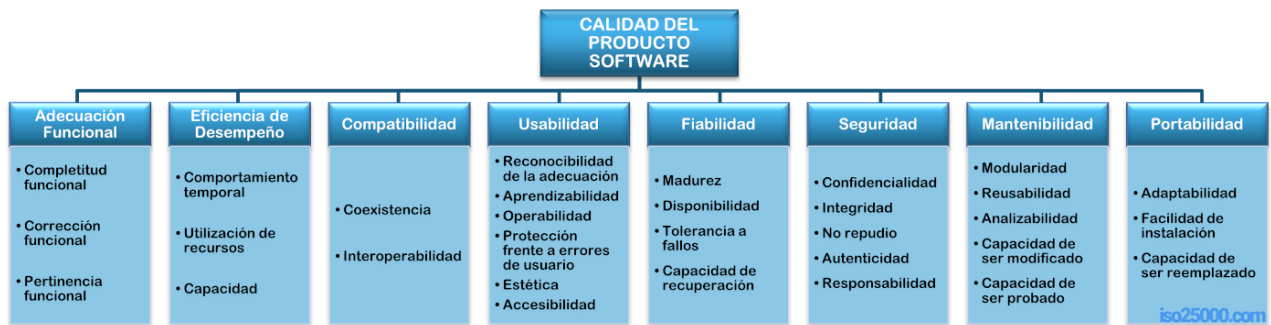 CALIDAD DEL
PRODUCTO
SOFTWARE
Adecuación
Funcional
• Completitud
funcional
• Corrección
funcional
• Pertinencia
funcional
Eficiencia de
Desempeño
• Comportamiento
temporal
• Utilización de
recursos
• Capacidad
Compatibilidad
• Coexistencia
• Interoperabilidad
Usabilidad
• Reconocibilidad
de la adecuación
• Aprendizabilidad
• Operabilidad
• Protección
frente a errores
de usuario
• Estética
• Accesibilidad
Fiabilidad
• Madurez
• Disponibilidad
• Tolerancia a
fallos
• Capacidad de
recuperación
Seguridad
• Confidencialidad
• Integridad
• No repudio
• Autenticidad
• Responsabilidad
Mantenibilidad
• Modularidad
• Reusabilidad
• Analizabilidad
• Capacidad de
ser modificado
• Capacidad de
ser probado
Portabilidad
• Adaptabilidad
• Facilidad de
instalación
• Capacidad de
ser reemplazado
iso25000.com